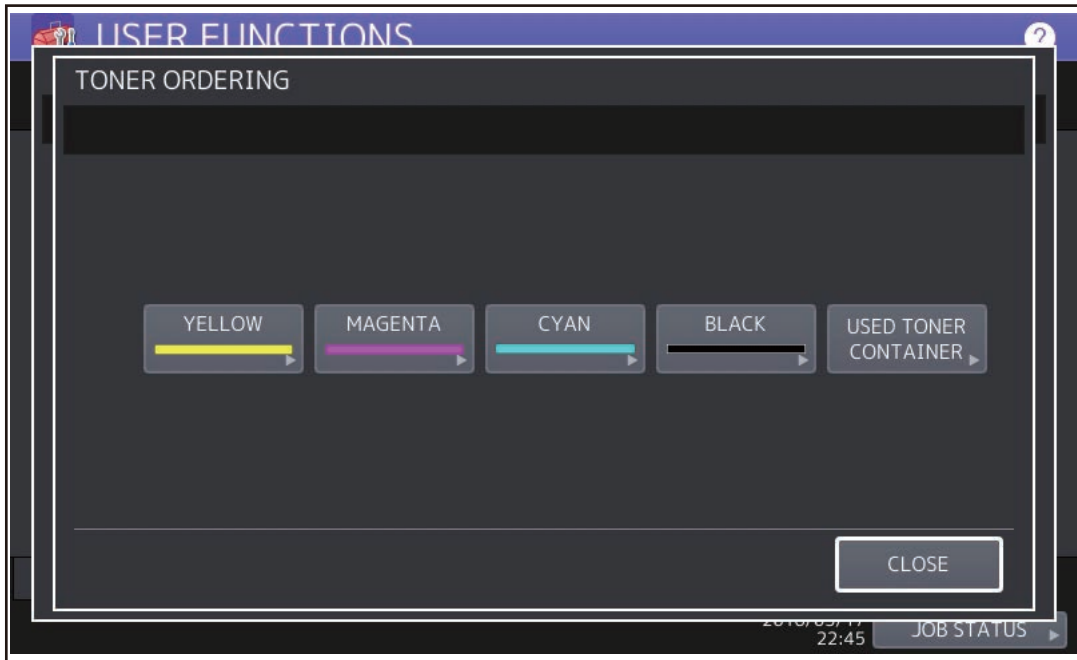 USER FUNCTIONS
?
TONER ORDERING
YELLOW
MAGENTA
CYAN
BLACK
USED TONER
CONTAINER
CLOSE
22:45
JOB STATUS